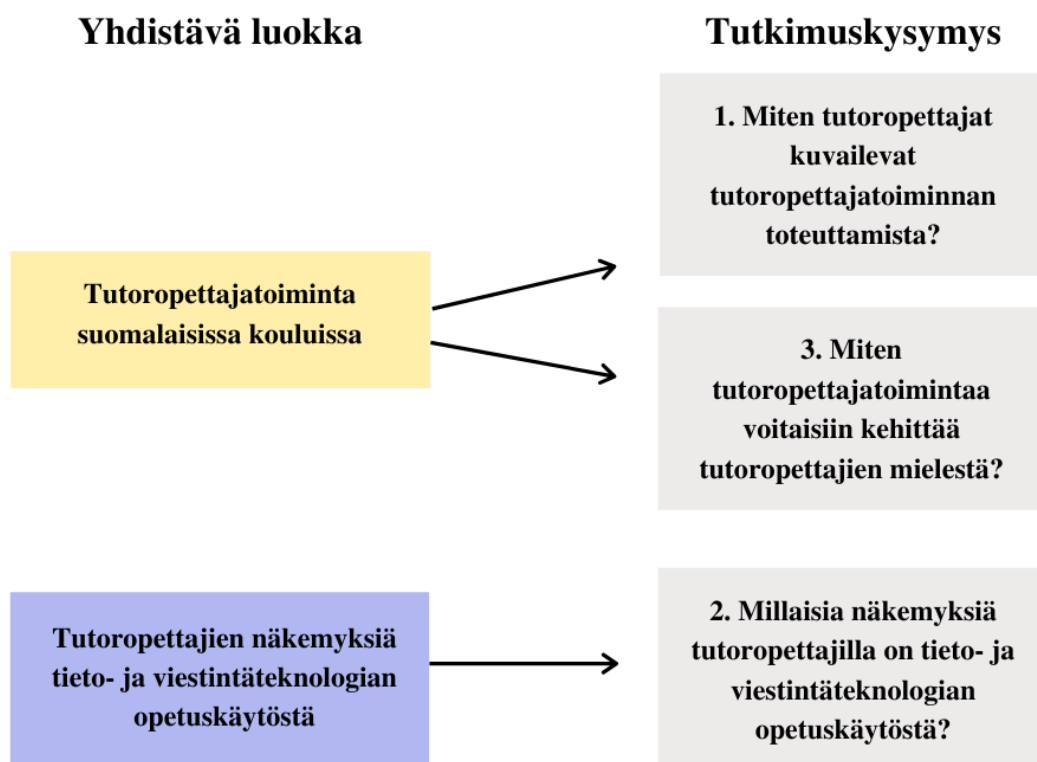 Yhdistävä luokka
Tutkimuskysymys
1. Miten tutoropettajat
kuvailevat
tutoropettajatoiminnan
toteuttamista?
Tutoropettajatoiminta
suomalaisissa kouluissa
3. Miten
tutoropettajatoimintaa
voitaisiin kehittää
tutoropettajien mielestä?
Tutoropettajien näkemyksiä
tieto- ja viestintäteknologian
opetuskäytöstä
2. Millaisia näkemyksiä
tutoropettajilla on tieto- ja
viestintäteknologian
opetuskäytöstä?